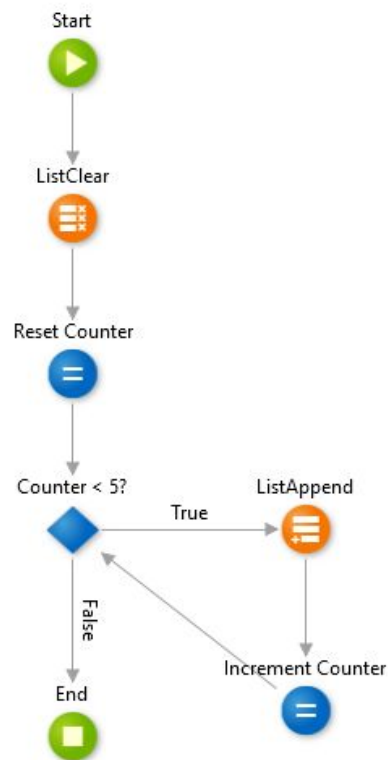 Start
ListClear
Reset Counter
Counter < 5?
True
ListAppend
False
Increment Counter
End